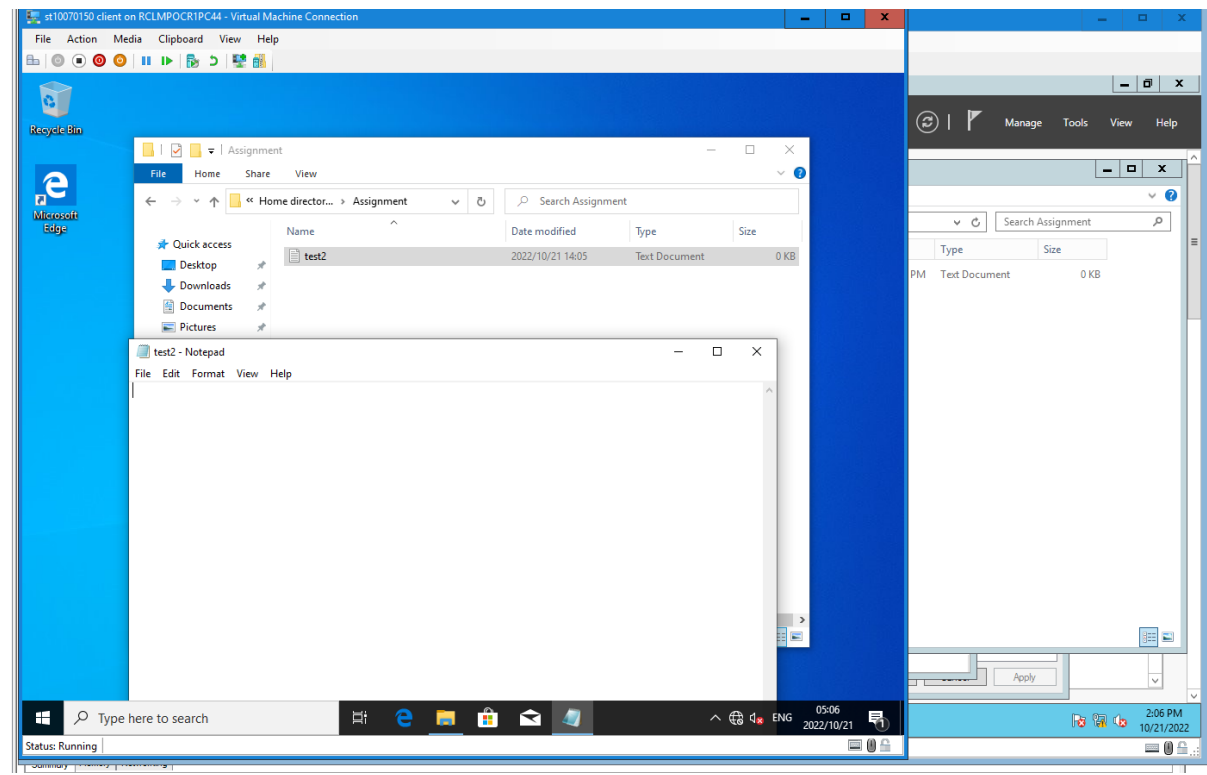 st10070150 client on RCLMPOCR1PC44 - Virtual Machine Connection
File Action Media Clipboard View Help
Manage Tools View Help
Recycle Bin
Microsoft
Edge
Assignment
File Home Share View
« Home director... › Assignment
Search Assignment
Name Date modified Type Size
Quick access
test2 2022/10/21 14:05 Text Document 0 KB
Desktop
Downloads
Documents
Pictures
Search Assignment
Type Size
PM Text Document 0 KB
test2 - Notepad
File Edit Format View Help
Apply
Type here to search
ENG
05:06
2022/10/21
1
2:06 PM
10/21/2022
Status: Running